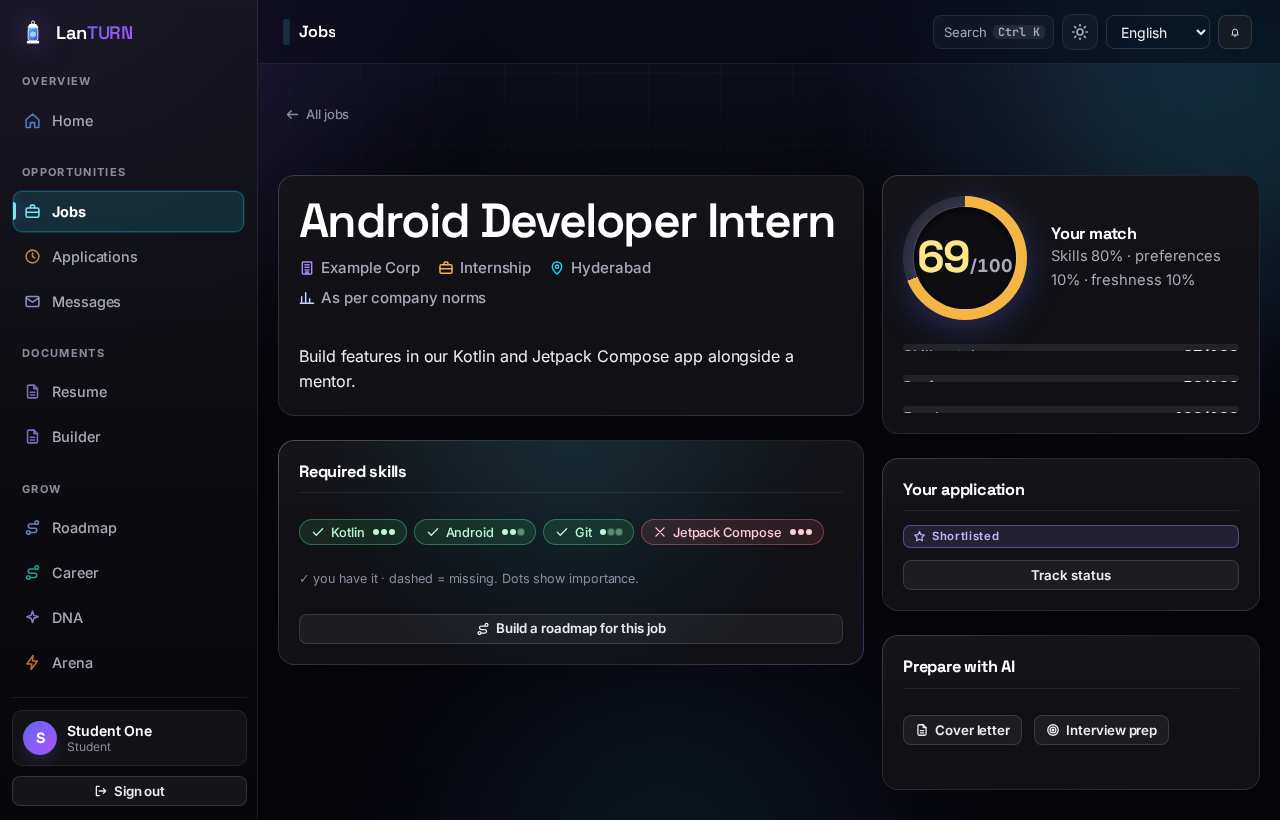 LanTURN
OVERVIEW
Home
OPPORTUNITIES
Jobs
Applications
Messages
DOCUMENTS
Resume
Builder
GROW
Roadmap
Career
DNA
Arena
S
Student One
Student
Sign out
Jobs
Search Ctrl K
English
All jobs
Android Developer Intern
Example Corp Internship Hyderabad
As per company norms
Build features in our Kotlin and Jetpack Compose app alongside a
mentor.
Required skills
Kotlin Android Git Jetpack Compose
✓ you have it · dashed = missing. Dots show importance.
Build a roadmap for this job
69/100
Your match
Skills 80% · preferences
10% · freshness 10%
Your application
Shortlisted
Track status
Prepare with AI
Cover letter Interview prep